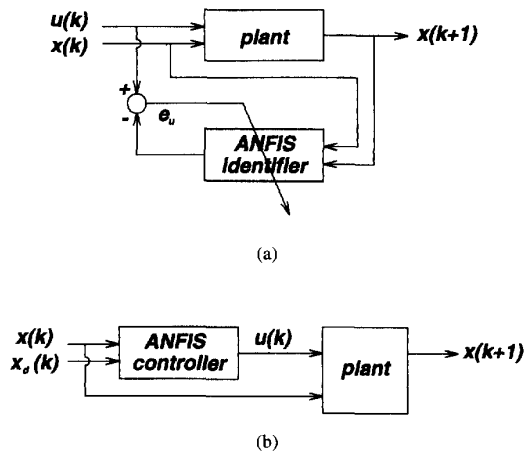 u(k)
x(k)
plant
x(k+1)
+
-
e_u
ANFIS
identifier
(a)
x(k)
x_d(k)
ANFIS
controller
u(k)
plant
x(k+1)
(b)